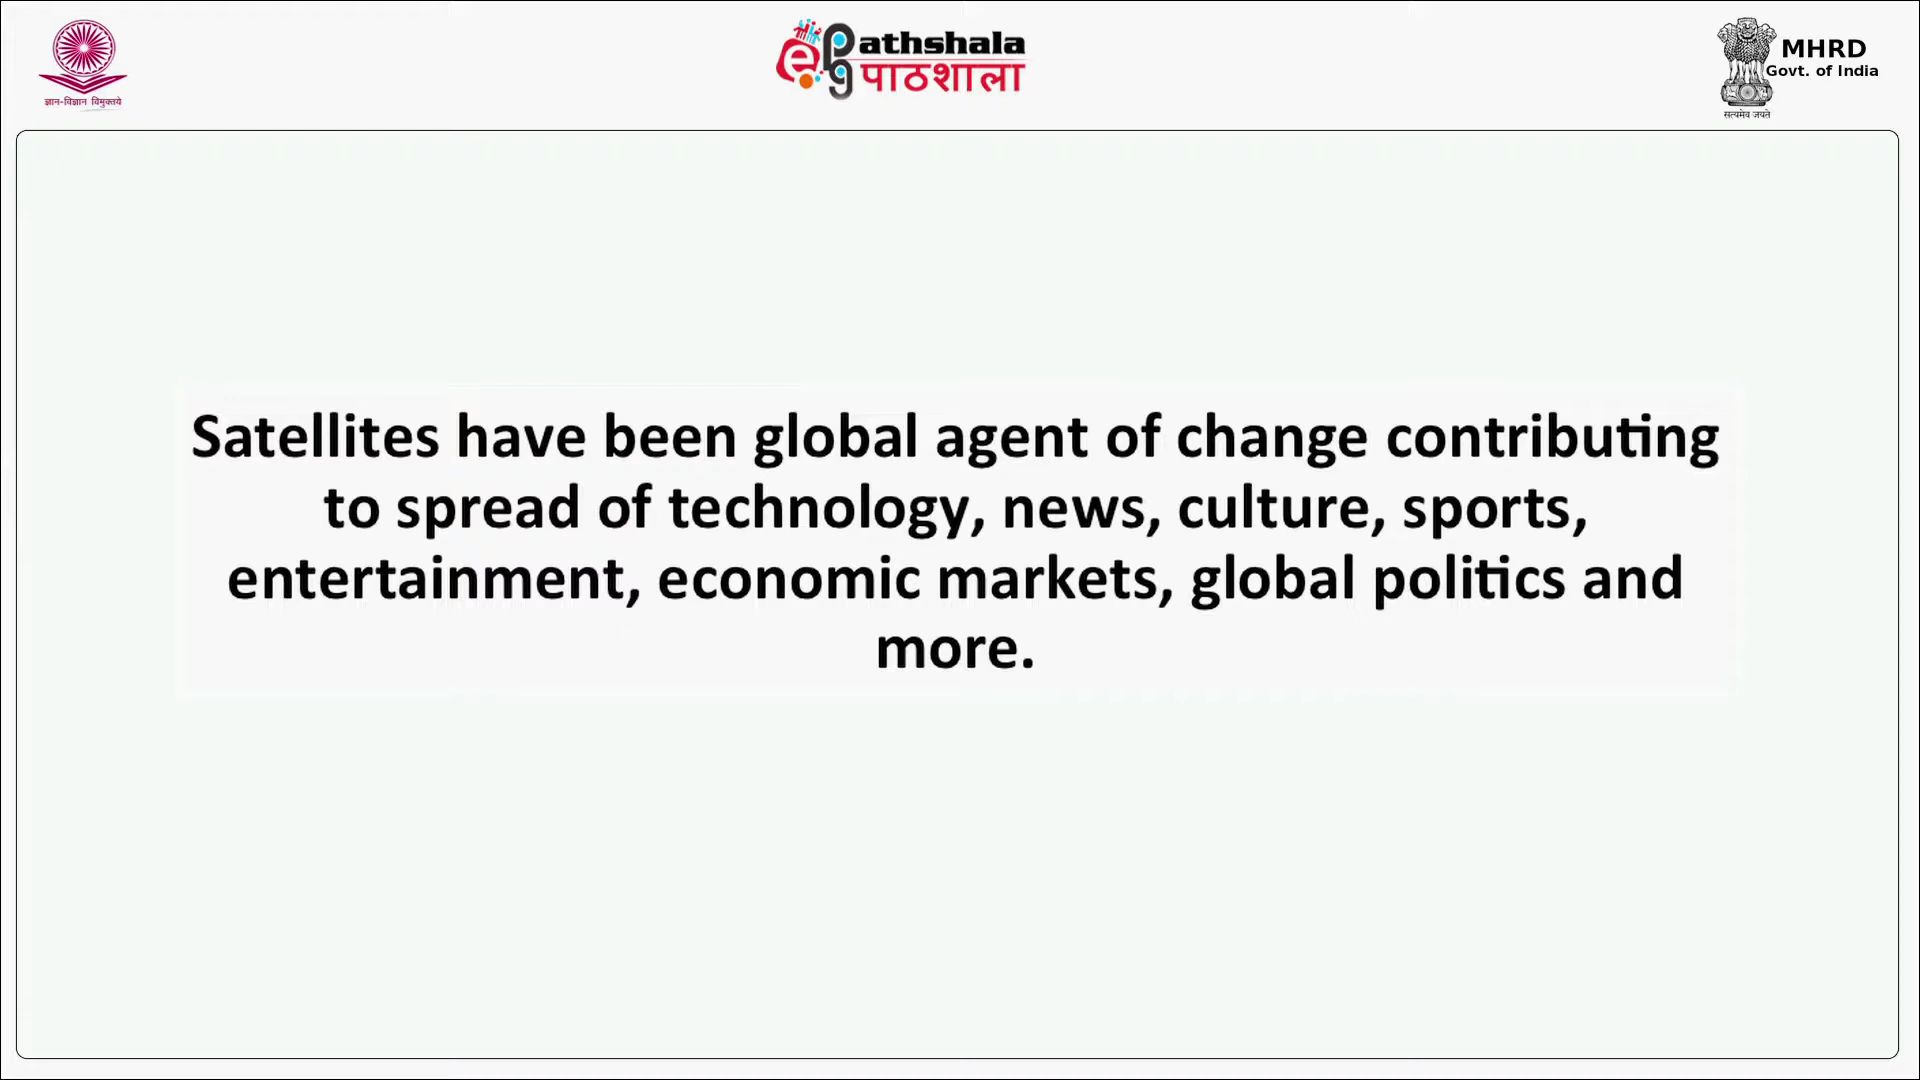 ज्ञान-विज्ञान विमुक्तये
ePG
athshala
पाठशाला
MHRD
Govt. of India
सत्यमेव जयते
Satellites have been global agent of change contributing
to spread of technology, news, culture, sports,
entertainment, economic markets, global politics and
more.